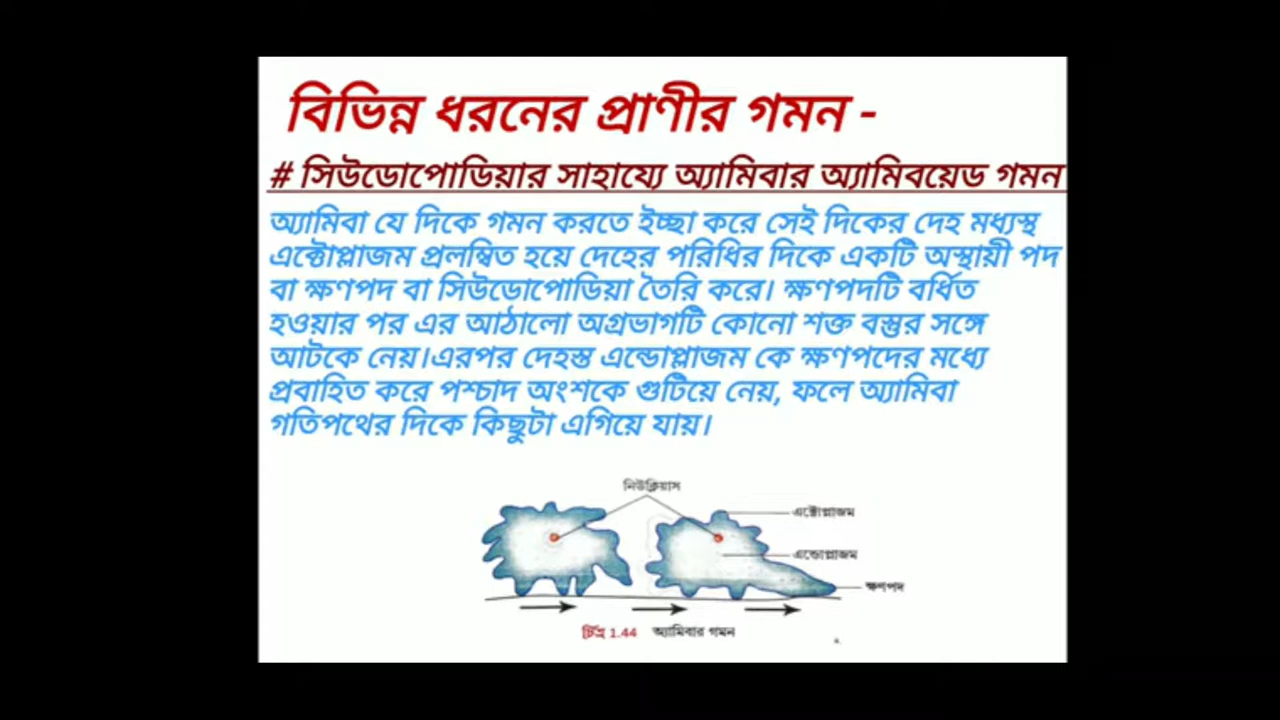 বিভিন্ন ধরনের প্রাণীর গমন -
# সিউডোপোডিয়ার সাহায্যে অ্যামিবার অ্যামিবয়েড গমন
অ্যামিবা যে দিকে গমন করতে ইচ্ছা করে সেই দিকের দেহ মধ্যস্থ
এক্টোপ্লাজম প্রলম্বিত হয়ে দেহের পরিধির দিকে একটি অস্থায়ী পদ
বা ক্ষণপদ বা সিউডোপোডিয়া তৈরি করে। ক্ষণপদটি বর্ধিত
হওয়ার পর এর আঠালো অগ্রভাগটি কোনো শক্ত বস্তুর সঙ্গে
আটকে নেয়।এরপর দেহস্ত এন্ডোপ্লাজম কে ক্ষণপদের মধ্যে
প্রবাহিত করে পশ্চাদ অংশকে গুটিয়ে নেয়, ফলে অ্যামিবা
গতিপথের দিকে কিছুটা এগিয়ে যায়।
নিউক্লিয়াস
এক্টোপ্লাজম
এন্ডোপ্লাজম
ক্ষণপদ
চিত্র 1.44 অ্যামিবার গমন